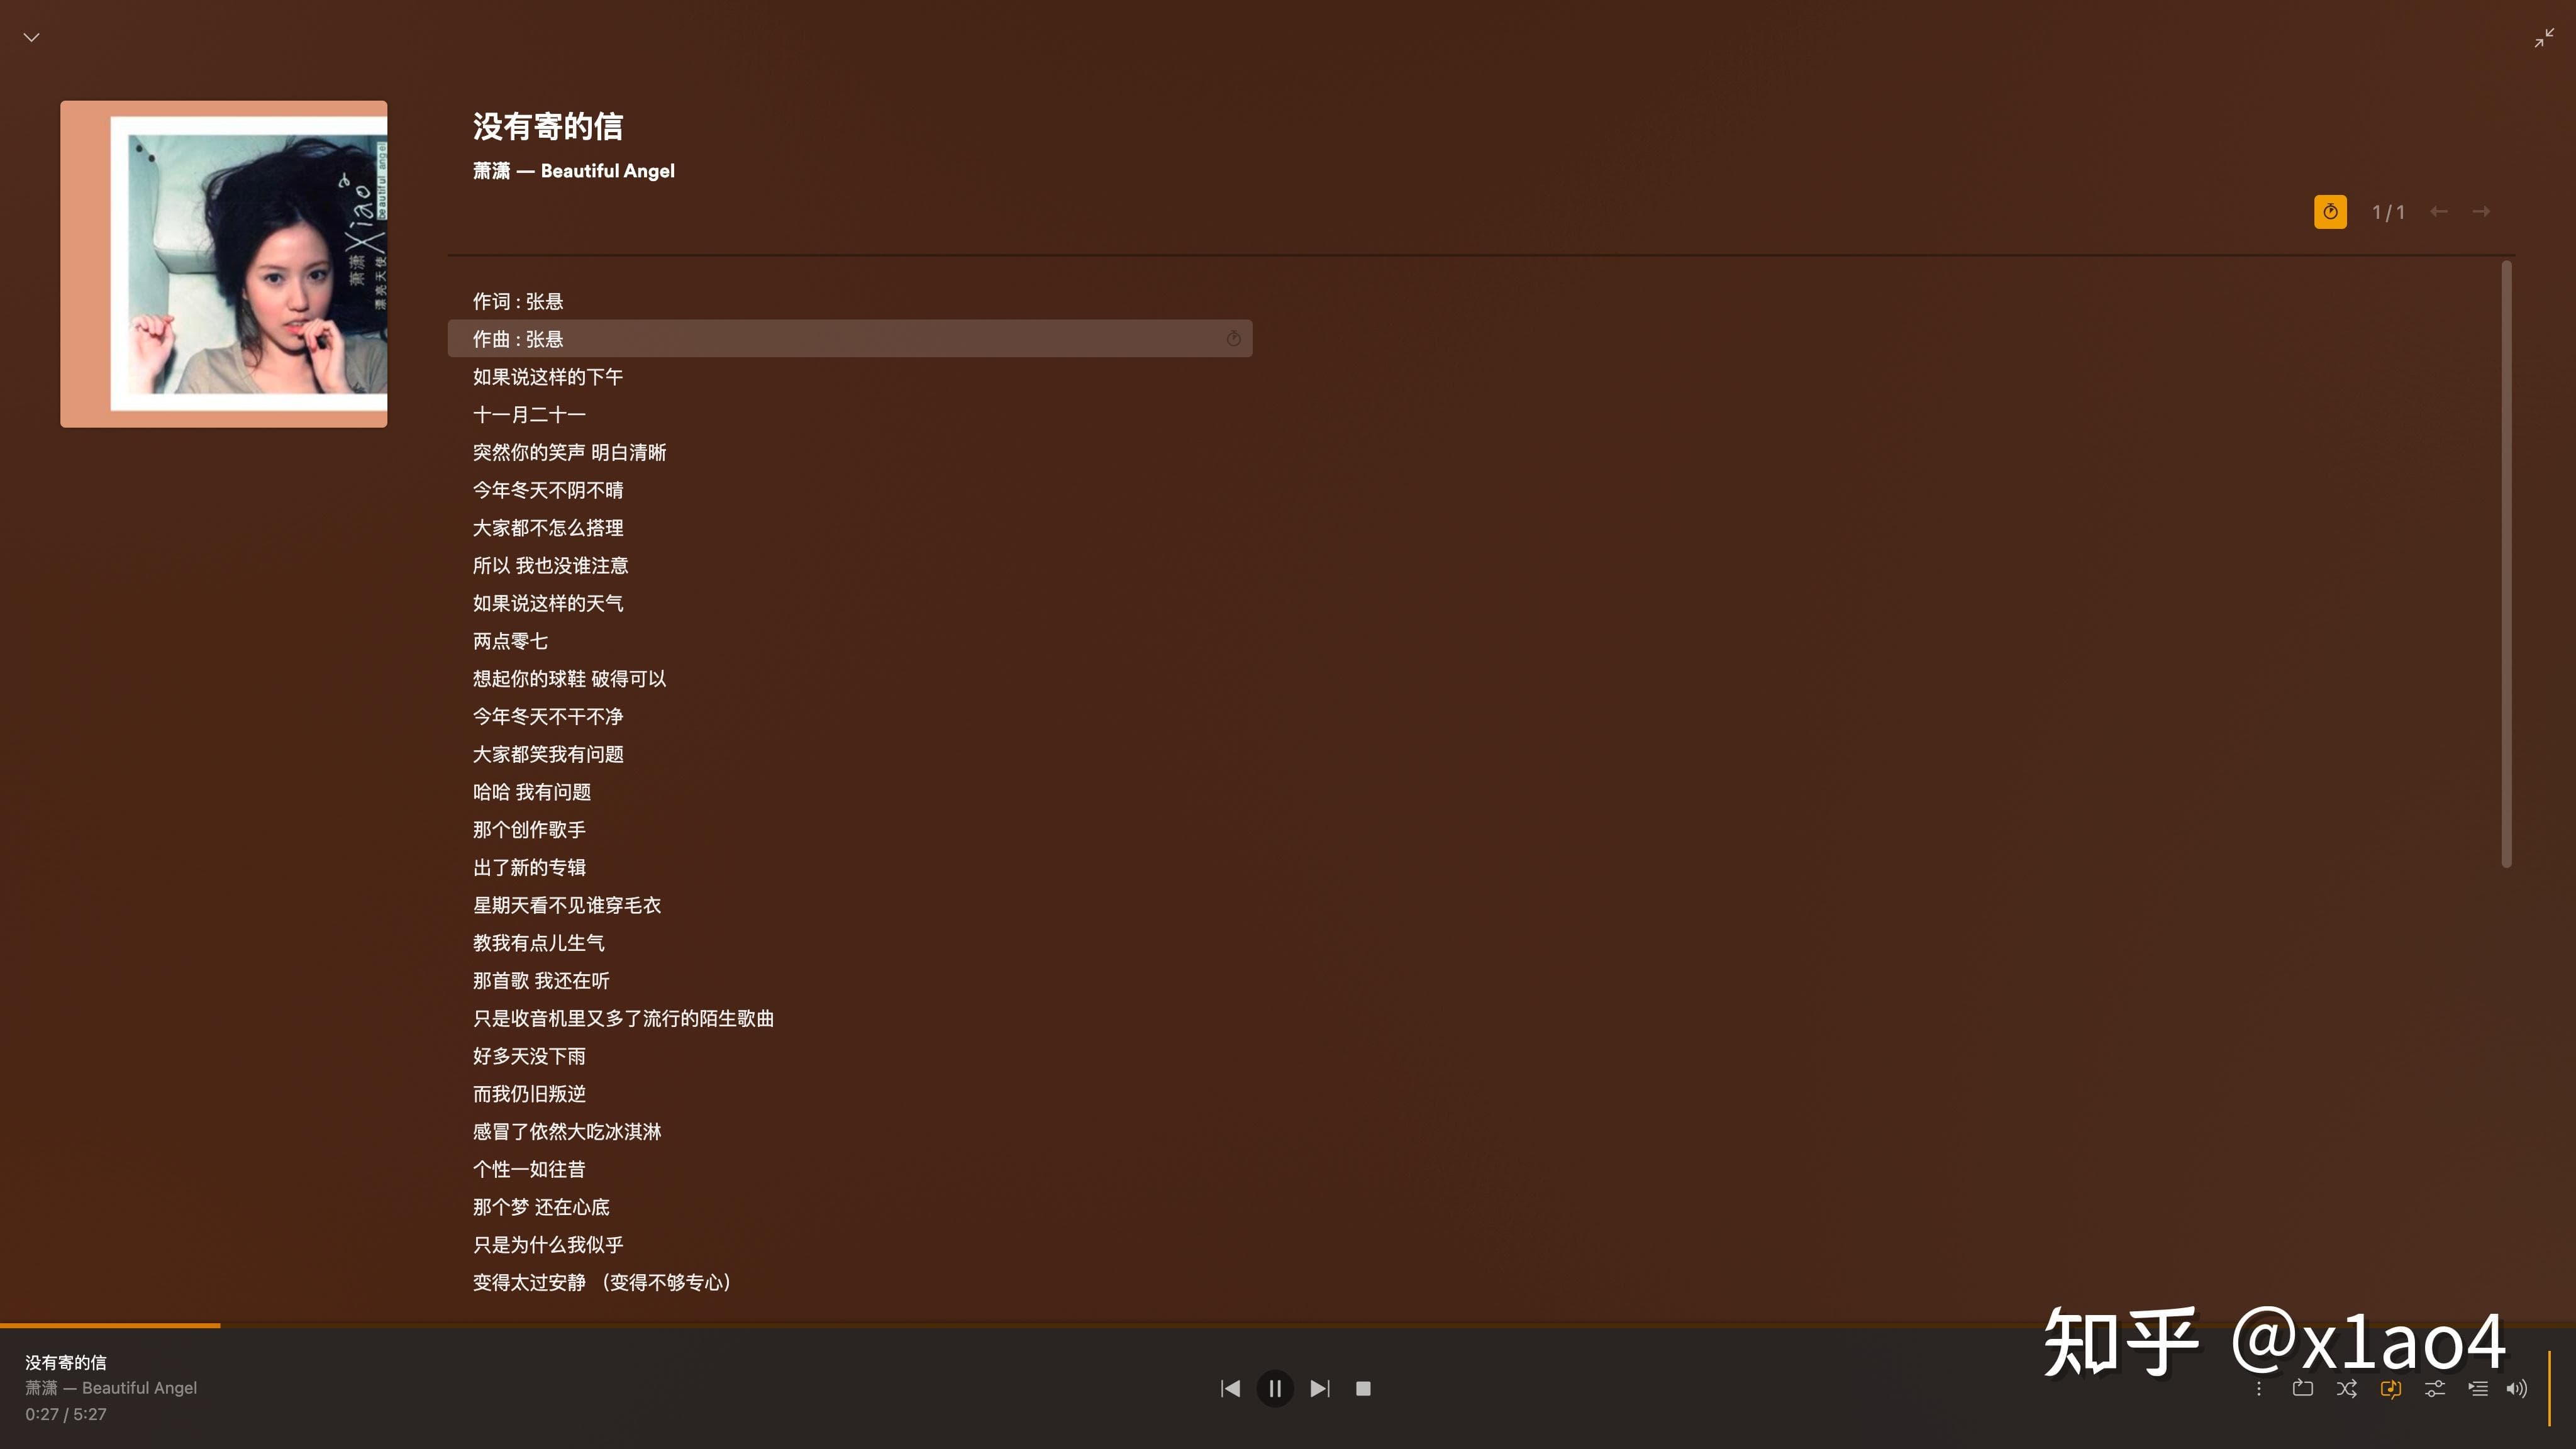 beautiful angel
Xiao
萧潇
漂亮天使
没有寄的信
萧潇 — Beautiful Angel
1 / 1
作词 : 张悬
作曲 : 张悬
如果说这样的下午
十一月二十一
突然你的笑声 明白清晰
今年冬天不阴不晴
大家都不怎么搭理
所以 我也没谁注意
如果说这样的天气
两点零七
想起你的球鞋 破得可以
今年冬天不干不净
大家都笑我有问题
哈哈 我有问题
那个创作歌手
出了新的专辑
星期天看不见谁穿毛衣
教我有点儿生气
那首歌 我还在听
只是收音机里又多了流行的陌生歌曲
好多天没下雨
而我仍旧叛逆
感冒了依然大吃冰淇淋
个性一如往昔
那个梦 还在心底
只是为什么我似乎
变得太过安静 （变得不够专心）
知乎 @x1ao4
没有寄的信
萧潇 — Beautiful Angel
0:27 / 5:27